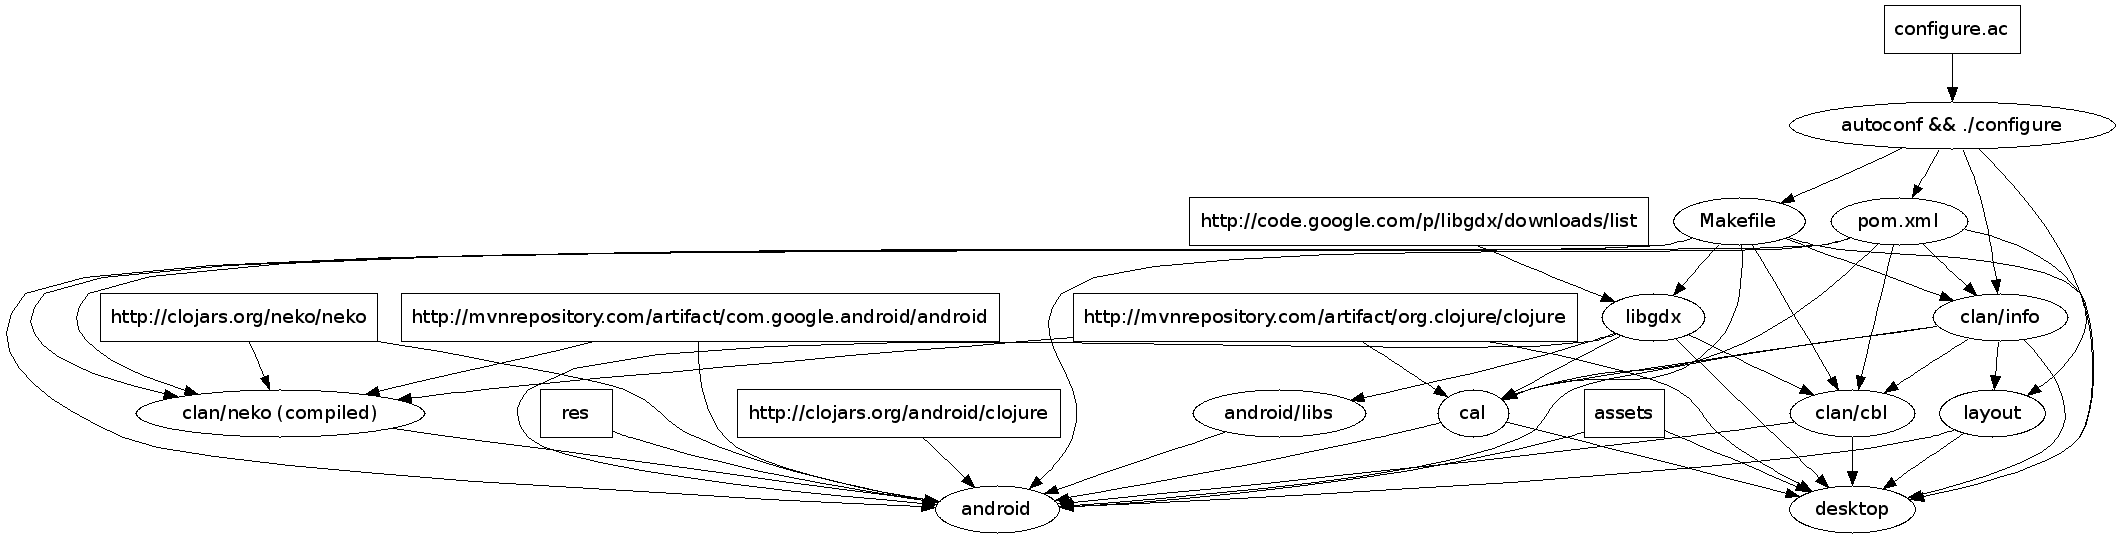 configure.ac
autoconf && ./configure
http://code.google.com/p/libgdx/downloads/list
Makefile
pom.xml
http://clojars.org/neko/neko
http://mvnrepository.com/artifact/com.google.android/android
http://mvnrepository.com/artifact/org.clojure/clojure
libgdx
clan/info
clan/neko (compiled)
res
http://clojars.org/android/clojure
android/libs
cal
assets
clan/cbl
layout
android
desktop